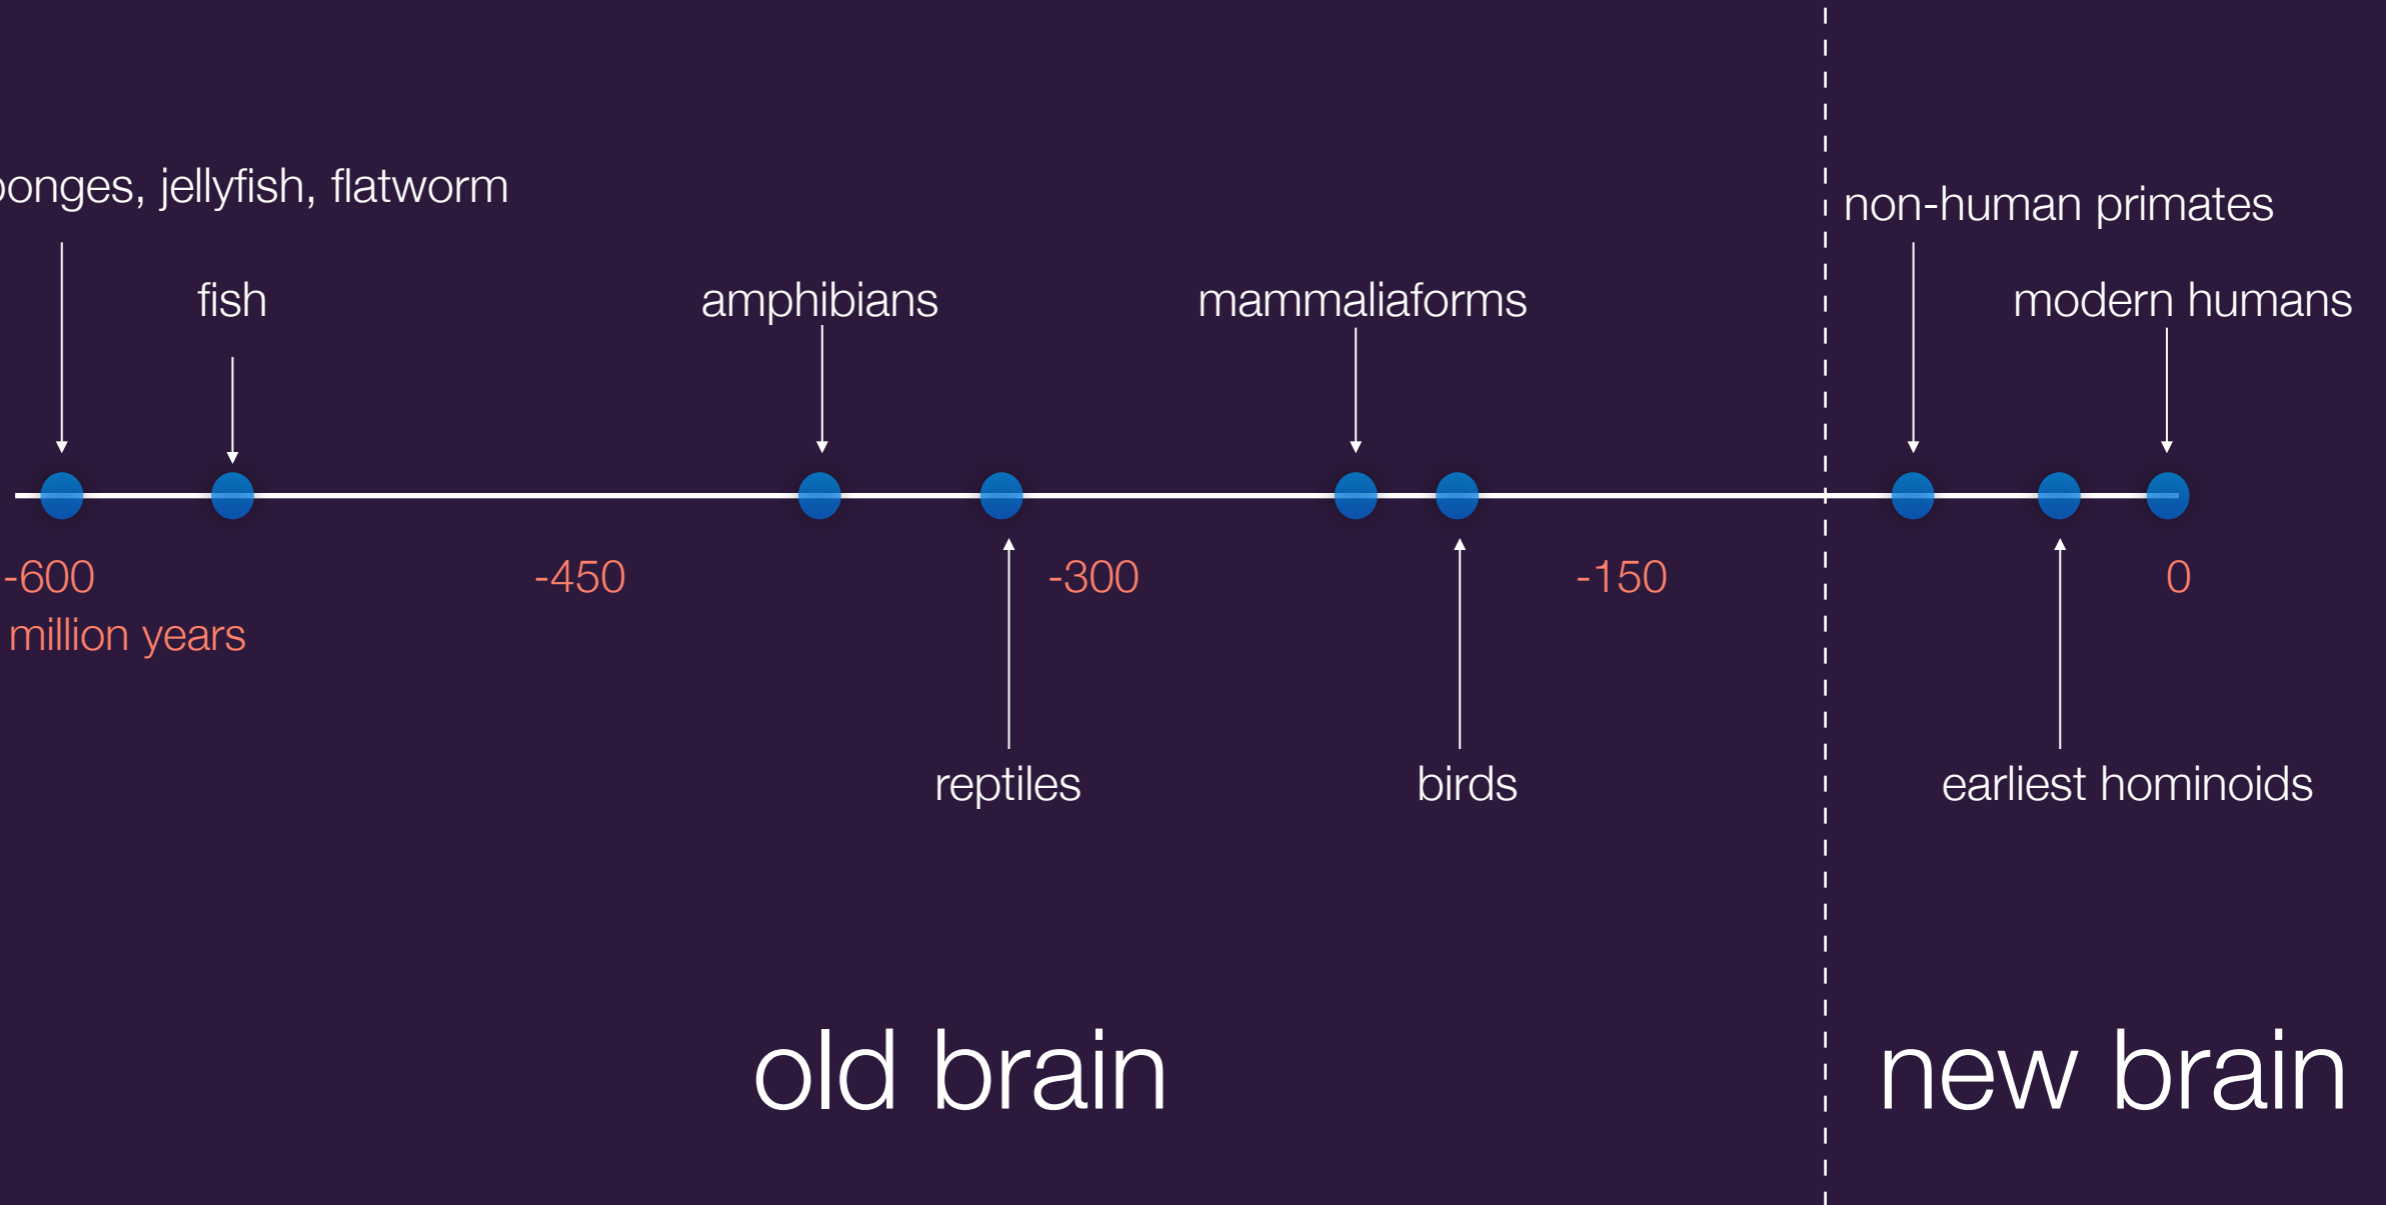 ponges, jellyfish, flatworm
non-human primates
fish
amphibians
mammaliaforms
modern humans
-600
-450
-300
-150
0
million years
reptiles
birds
earliest hominoids
old brain
new brain